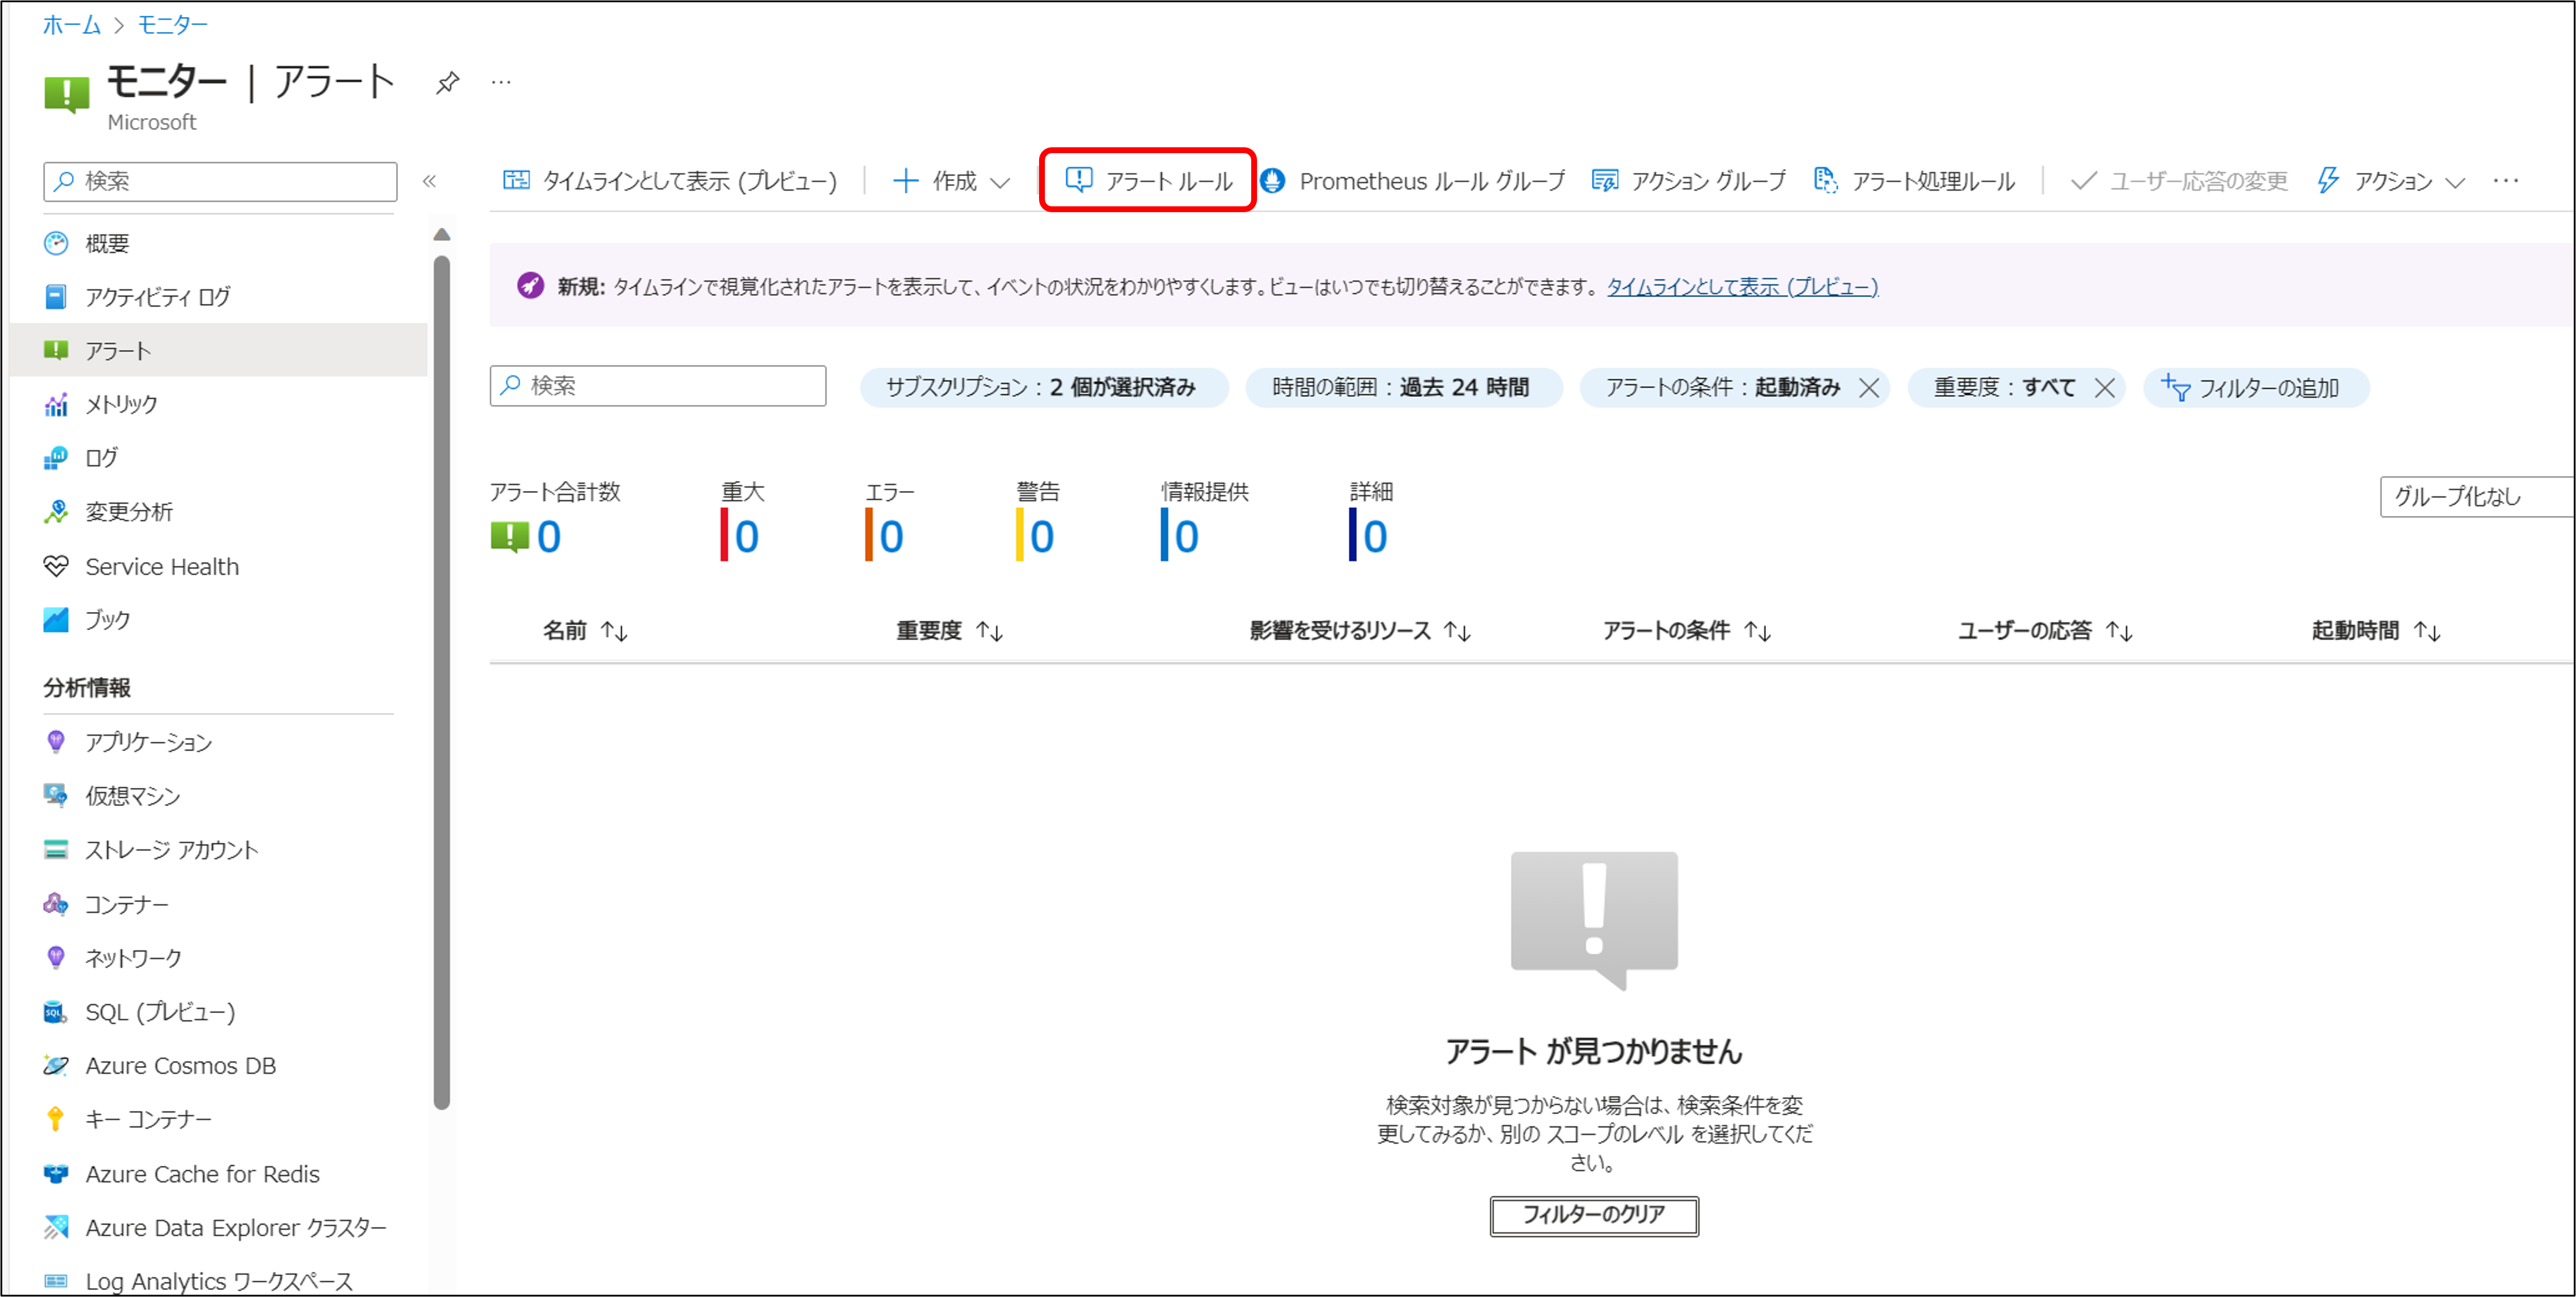 ホーム > モニター
モニター | アラート ...
Microsoft
検索 «
概要
アクティビティ ログ
アラート
メトリック
ログ
変更分析
Service Health
ブック
分析情報
アプリケーション
仮想マシン
ストレージ アカウント
コンテナー
ネットワーク
SQL (プレビュー)
Azure Cosmos DB
キー コンテナー
Azure Cache for Redis
Azure Data Explorer クラスター
Log Analytics ワークスペース
タイムラインとして表示 (プレビュー) 作成 アラート ルール Prometheus ルール グループ アクション グループ アラート処理ルール ユーザー応答の変更 アクション ...
新規: タイムラインで視覚化されたアラートを表示して、イベントの状況をわかりやすくします。ビューはいつでも切り替えることができます。 タイムラインとして表示 (プレビュー)
検索 サブスクリプション : 2 個が選択済み 時間の範囲 : 過去 24 時間 アラートの条件 : 起動済み 重要度 : すべて フィルターの追加
アラート合計数 重大 エラー 警告 情報提供 詳細
0 0 0 0 0 0
グループ化なし
名前 重要度 影響を受けるリソース アラートの条件 ユーザーの応答 起動時間
アラート が見つかりません
検索対象が見つからない場合は、検索条件を変
更してみるか、別の スコープのレベル を選択してくだ
さい。
フィルターのクリア